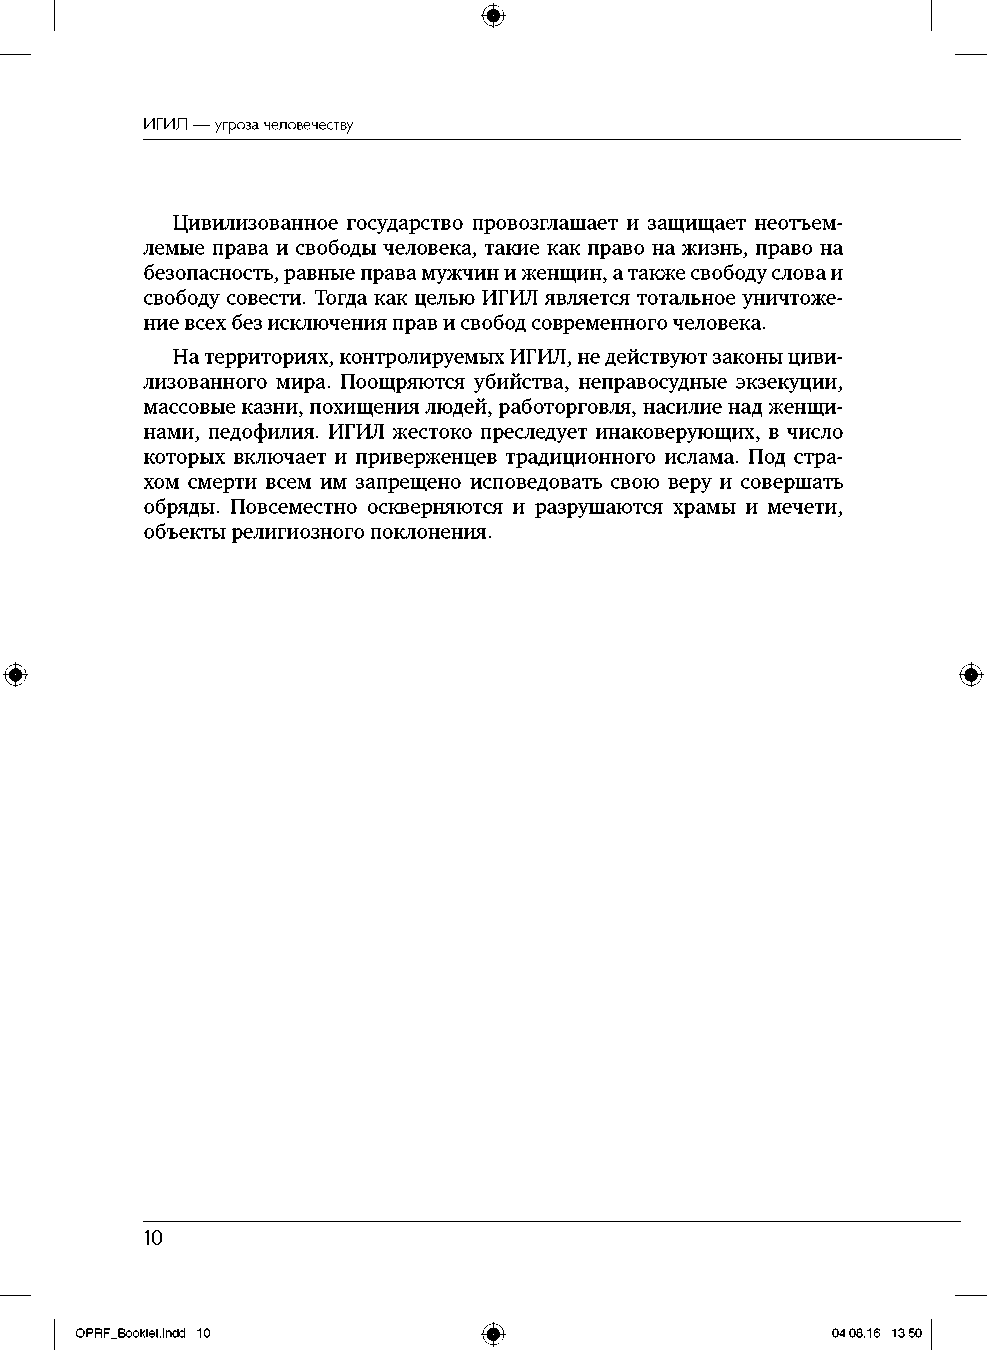 ИГИЛ — угроза человечеству
Цивилизованное государство провозглашает и защищает неотъем-
лемые права и свободы человека, такие как право на жизнь, право на
безопасность, равные права мужчин и женщин, а также свободу слова и
свободу совести. Тогда как целью ИГИЛ является тотальное уничтоже-
ние всех без исключения прав и свобод современного человека.
На территориях, контролируемых ИГИЛ, не действуют законы циви-
лизованного мира. Поощряются убийства, неправосудные экзекуции,
массовые казни, похищения людей, работорговля, насилие над женщи-
нами, педофилия. ИГИЛ жестоко преследует инаковерующих, в число
которых включает и приверженцев традиционного ислама. Под стра-
хом смерти всем им запрещено исповедовать свою веру и совершать
обряды. Повсеместно оскверняются и разрушаются храмы и мечети,
объекты религиозного поклонения.
10
OPRF_Booklet.indd 10
04.08.16 13:50